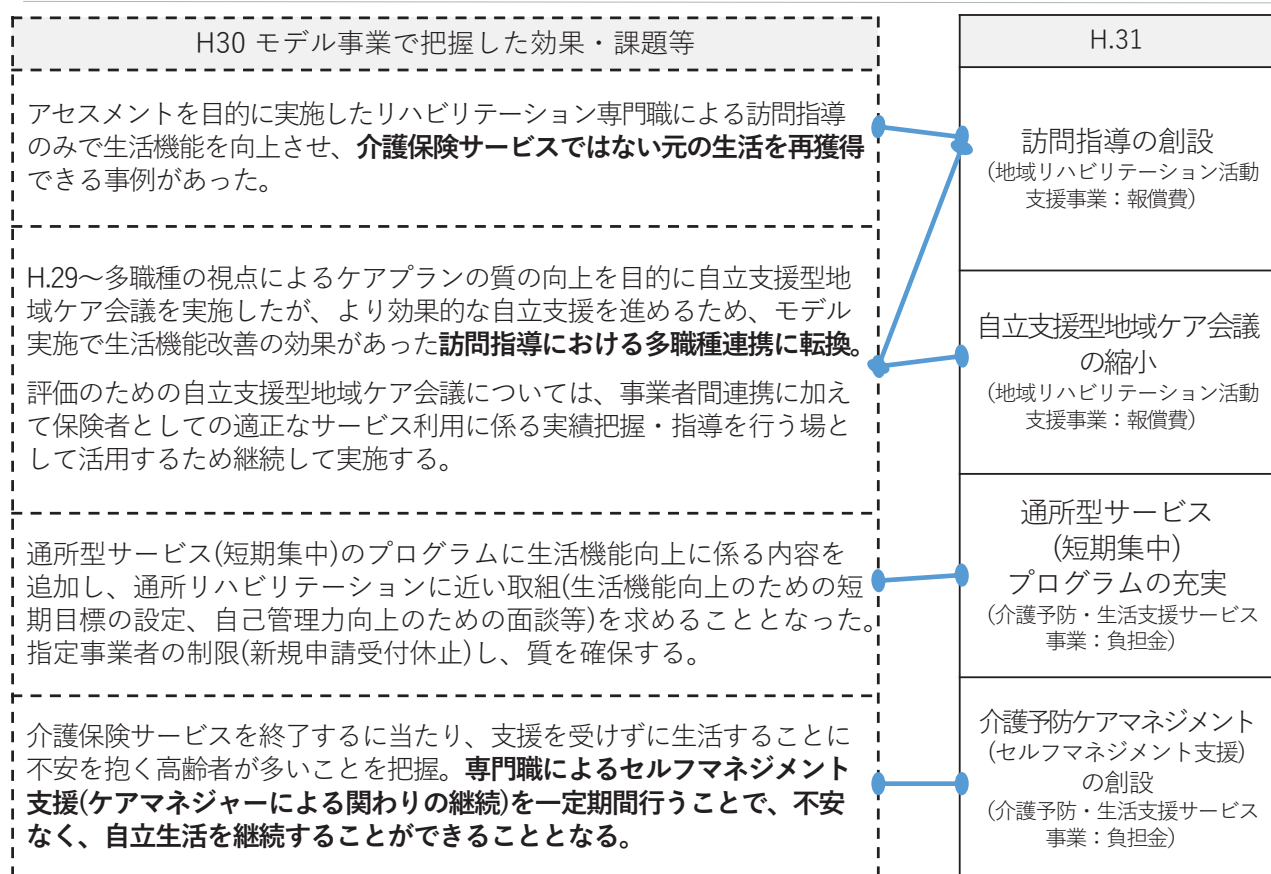 H30 モデル事業で把握した効果・課題等
アセスメントを目的に実施したリハビリテーション専門職による訪問指導
のみで生活機能を向上させ、介護保険サービスではない元の生活を再獲得
できる事例があった。
H.29～多職種の視点によるケアプランの質の向上を目的に自立支援型地
域ケア会議を実施したが、より効果的な自立支援を進めるため、モデル
実施で生活機能改善の効果があった訪問指導における多職種連携に転換。
評価のための自立支援型地域ケア会議については、事業者間連携に加え
て保険者としての適正なサービス利用に係る実績把握・指導を行う場と
して活用するため継続して実施する。
通所型サービス(短期集中)のプログラムに生活機能向上に係る内容を
追加し、通所リハビリテーションに近い取組(生活機能向上のための短
期目標の設定、自己管理力向上のための面談等)を求めることとなった。
指定事業者の制限(新規申請受付休止)し、質を確保する。
介護保険サービスを終了するに当たり、支援を受けずに生活することに
不安を抱く高齢者が多いことを把握。専門職によるセルフマネジメント
支援(ケアマネジャーによる関わりの継続)を一定期間行うことで、不安
なく、自立生活を継続することができることとなる。
H.31
訪問指導の創設
(地域リハビリテーション活動
支援事業：報償費)
自立支援型地域ケア会議
の縮小
(地域リハビリテーション活動
支援事業：報償費)
通所型サービス
(短期集中)
プログラムの充実
(介護予防・生活支援サービス
事業：負担金)
介護予防ケアマネジメント
(セルフマネジメント支援)
の創設
(介護予防・生活支援サービス
事業：負担金)